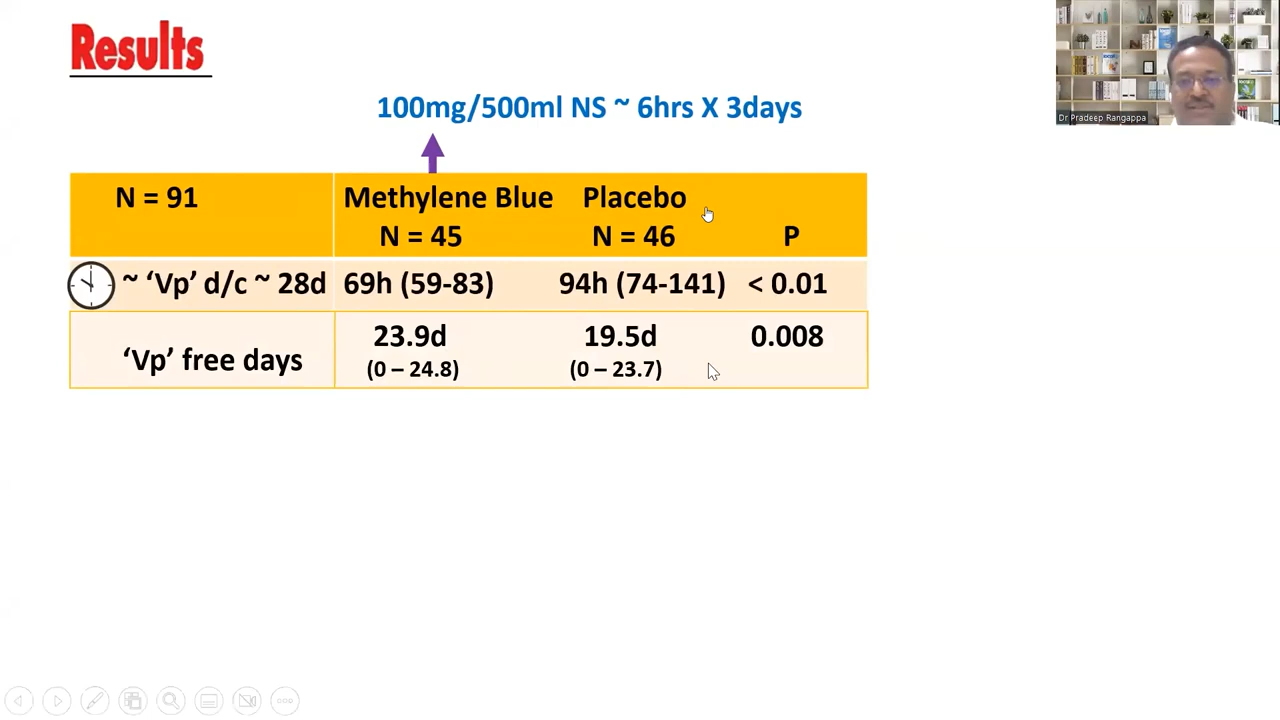 Results
100mg/500ml NS ~ 6hrs X 3days
Dr Pradeep Rangappa
N = 91
Methylene Blue Placebo
N = 45 N = 46 P
~ ‘Vp’ d/c ~ 28d 69h (59-83) 94h (74-141) < 0.01
‘Vp’ free days
23.9d 19.5d 0.008
(0 – 24.8) (0 – 23.7)